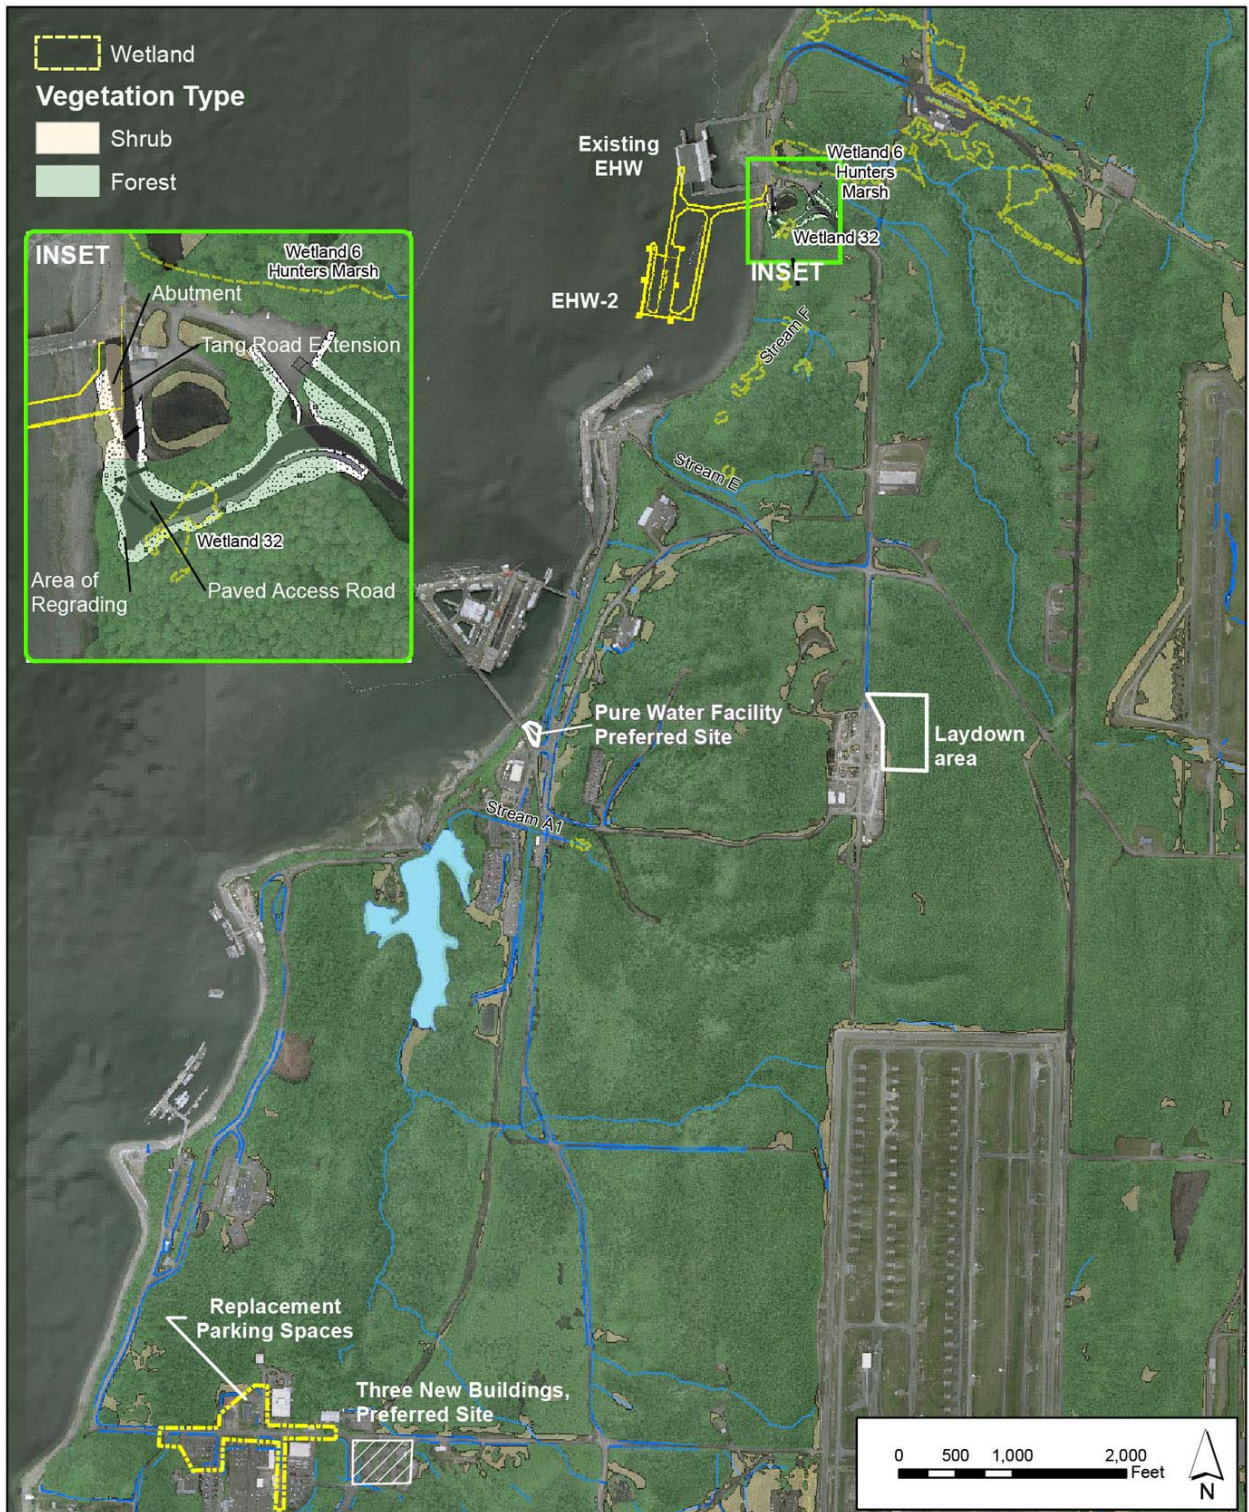 Wetland
Vegetation Type
Shrub
Forest
INSET
Wetland 6
Hunters Marsh
Abutment
Tang Road Extension
Wetland 32
Area of
Regrading
Paved Access Road
Existing
EHW
Wetland 6
Hunters
Marsh
Wetland 32
INSET
EHW-2
Stream F
Stream E
Pure Water Facility
Preferred Site
Laydown
area
Stream A1
Replacement
Parking Spaces
Three New Buildings,
Preferred Site
0 500 1,000 2,000
Feet
N